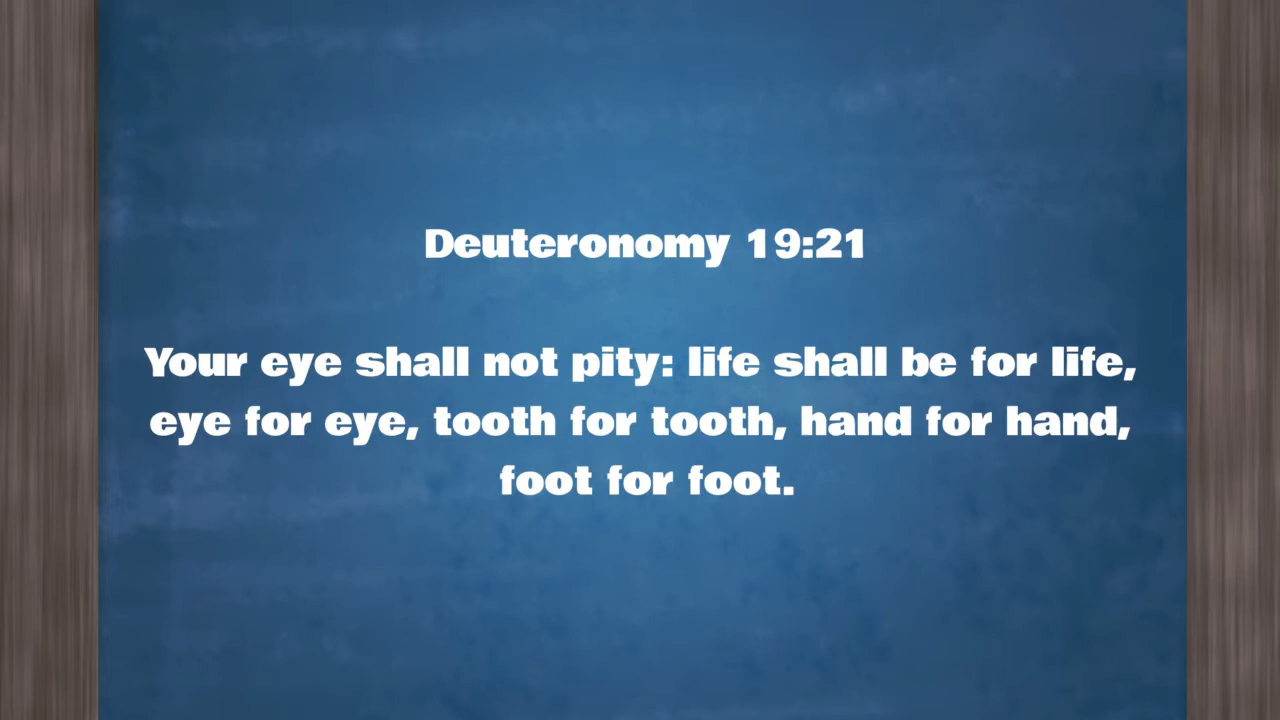 Deuteronomy 19:21
Your eye shall not pity: life shall be for life,
eye for eye, tooth for tooth, hand for hand,
foot for foot.